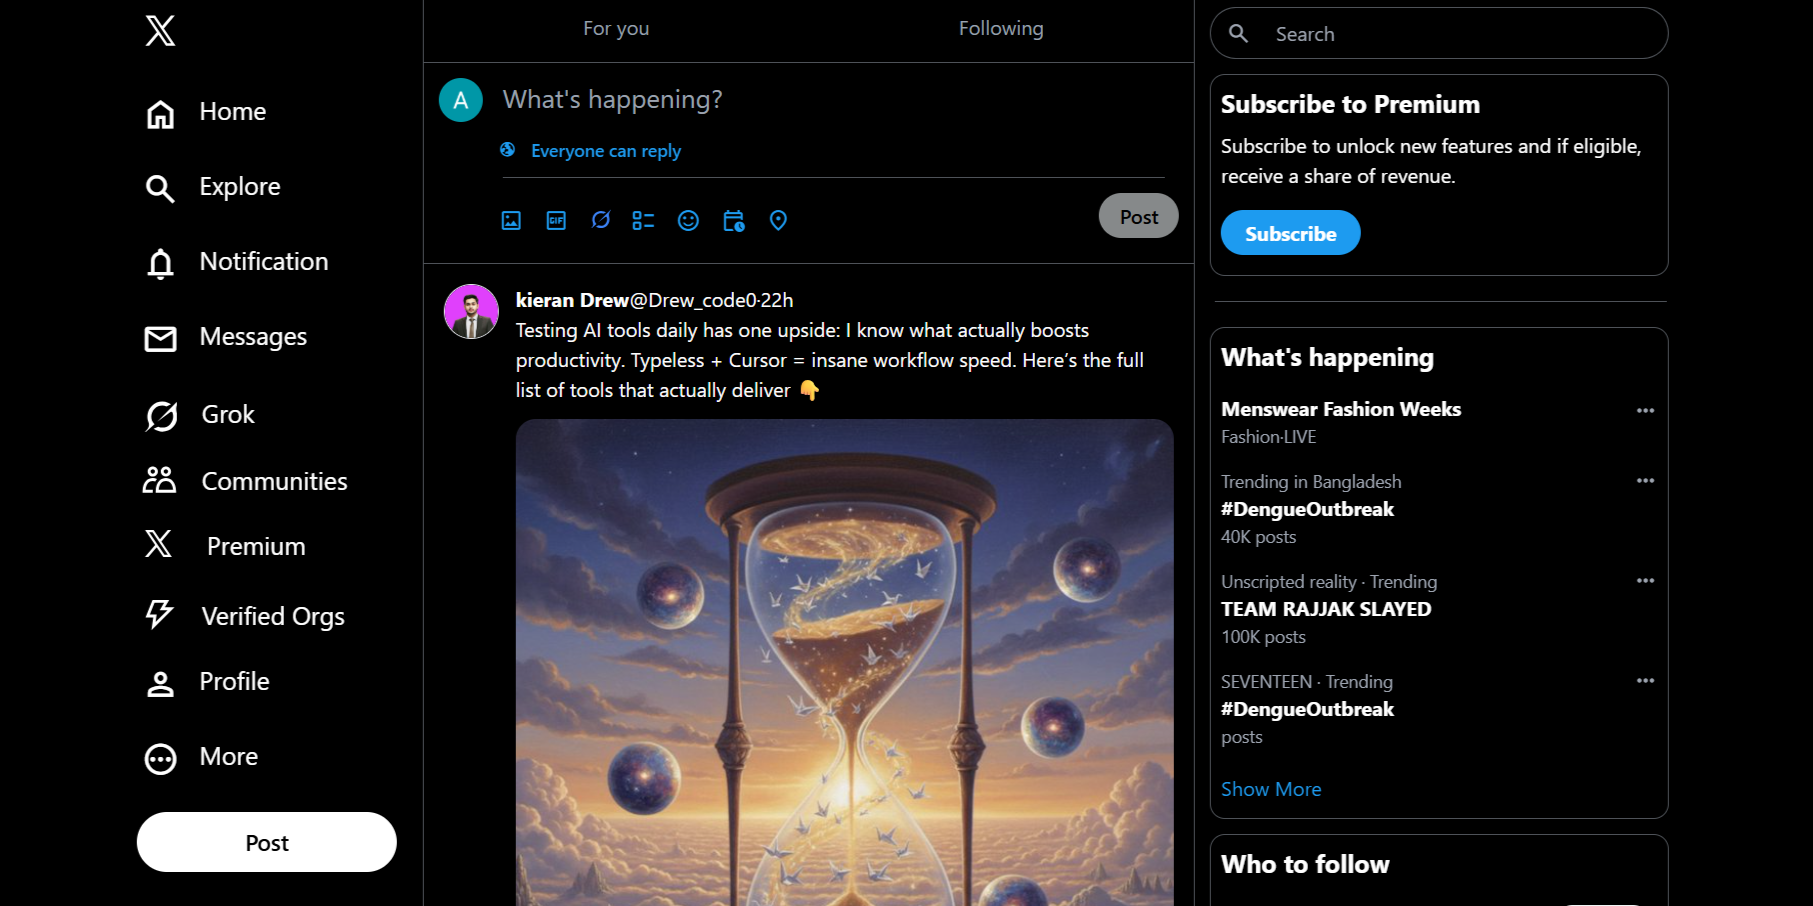 Home
Explore
Notification
Messages
Grok
Communities
Premium
Verified Orgs
Profile
More
Post
For you
Following
A
What's happening?
Everyone can reply
GIF
Post
kieran Drew@Drew_code0·22h
Testing AI tools daily has one upside: I know what actually boosts
productivity. Typeless + Cursor = insane workflow speed. Here’s the full
list of tools that actually deliver 👇
Search
Subscribe to Premium
Subscribe to unlock new features and if eligible,
receive a share of revenue.
Subscribe
What's happening
Menswear Fashion Weeks
Fashion·LIVE
Trending in Bangladesh
#DengueOutbreak
40K posts
Unscripted reality · Trending
TEAM RAJJAK SLAYED
100K posts
SEVENTEEN · Trending
#DengueOutbreak
posts
Show More
Who to follow